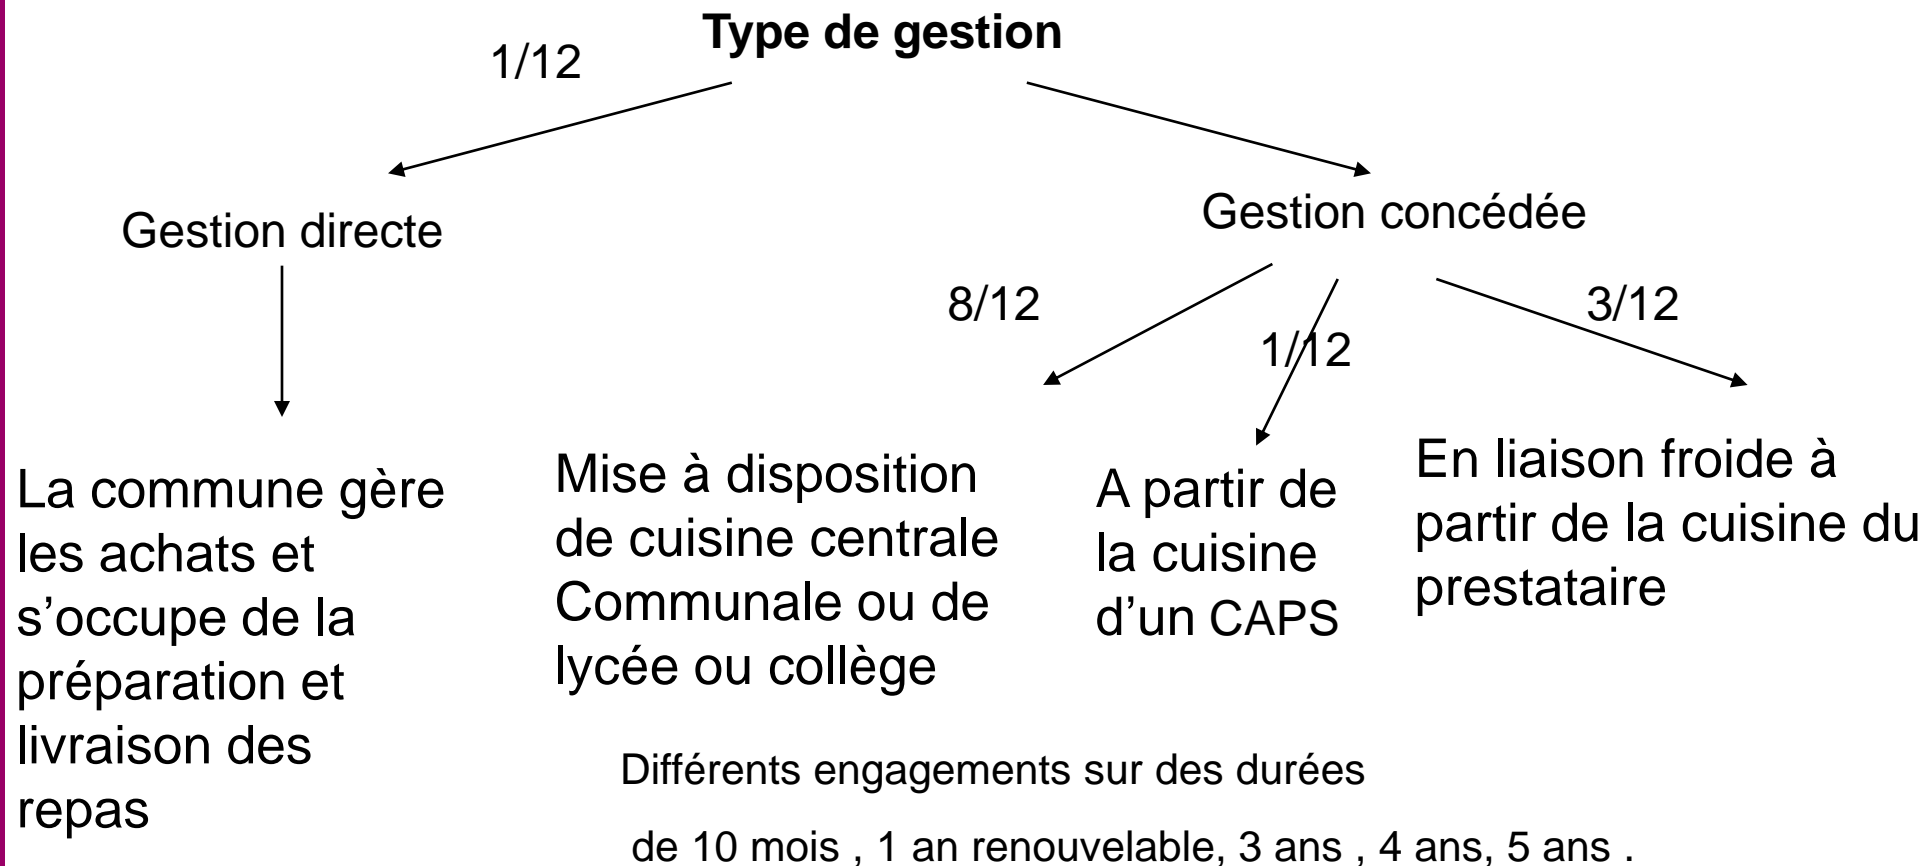 Type de gestion
1/12
Gestion directe
Gestion concédée
8/12
1/12
3/12
La commune gère
les achats et
s’occupe de la
préparation et
livraison des
repas
Mise à disposition
de cuisine centrale
Communale ou de
lycée ou collège
A partir de
la cuisine
d’un CAPS
En liaison froide à
partir de la cuisine du
prestataire
Différents engagements sur des durées
de 10 mois , 1 an renouvelable, 3 ans , 4 ans, 5 ans .